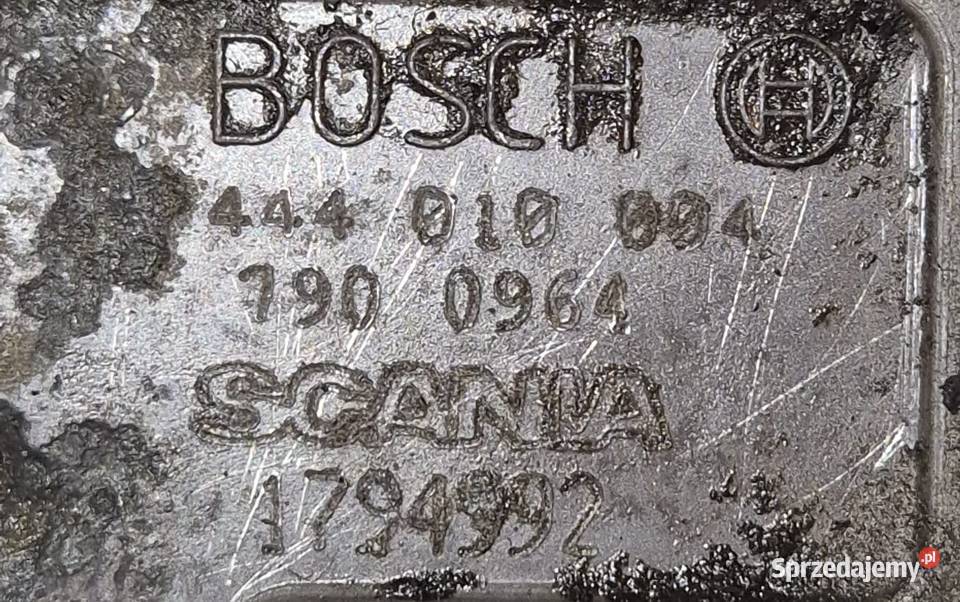 BOSCH
444 010 004
790 0964
SCANIA
1794992
Sprzedajemy.pl